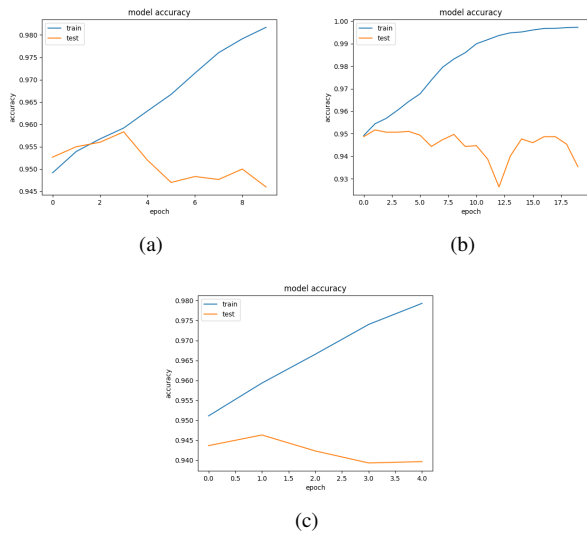 model accuracy
train
test
0.980
0.975
0.970
0.965
0.960
0.955
0.950
0.945
accuracy
0 2 4 6 8
epoch
(a)
model accuracy
train
test
1.00
0.99
0.98
0.97
0.96
0.95
0.94
0.93
accuracy
0.0 2.5 5.0 7.5 10.0 12.5 15.0 17.5
epoch
(b)
model accuracy
train
test
0.980
0.975
0.970
0.965
0.960
0.955
0.950
0.945
0.940
accuracy
0.0 0.5 1.0 1.5 2.0 2.5 3.0 3.5 4.0
epoch
(c)